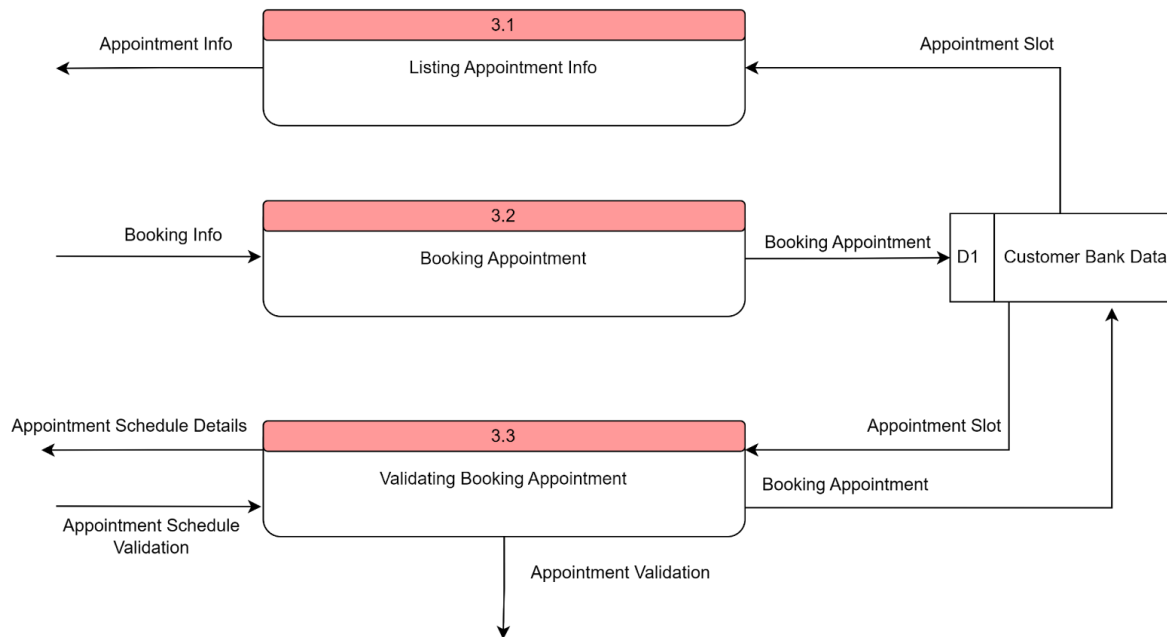 3.1
Appointment Info
Appointment Slot
Listing Appointment Info
3.2
Booking Info
Booking Appointment
Booking Appointment
D1
Customer Bank Data
3.3
Appointment Schedule Details
Appointment Slot
Validating Booking Appointment
Booking Appointment
Appointment Schedule
Validation
Appointment Validation